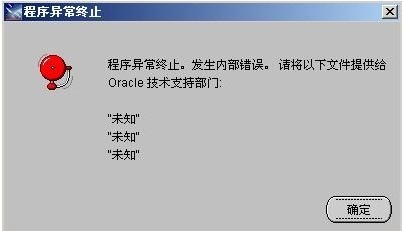 程序异常终止
程序异常终止。发生内部错误。 请将以下文件提供给
Oracle 技术支持部门:
"未知"
"未知"
"未知"
确定